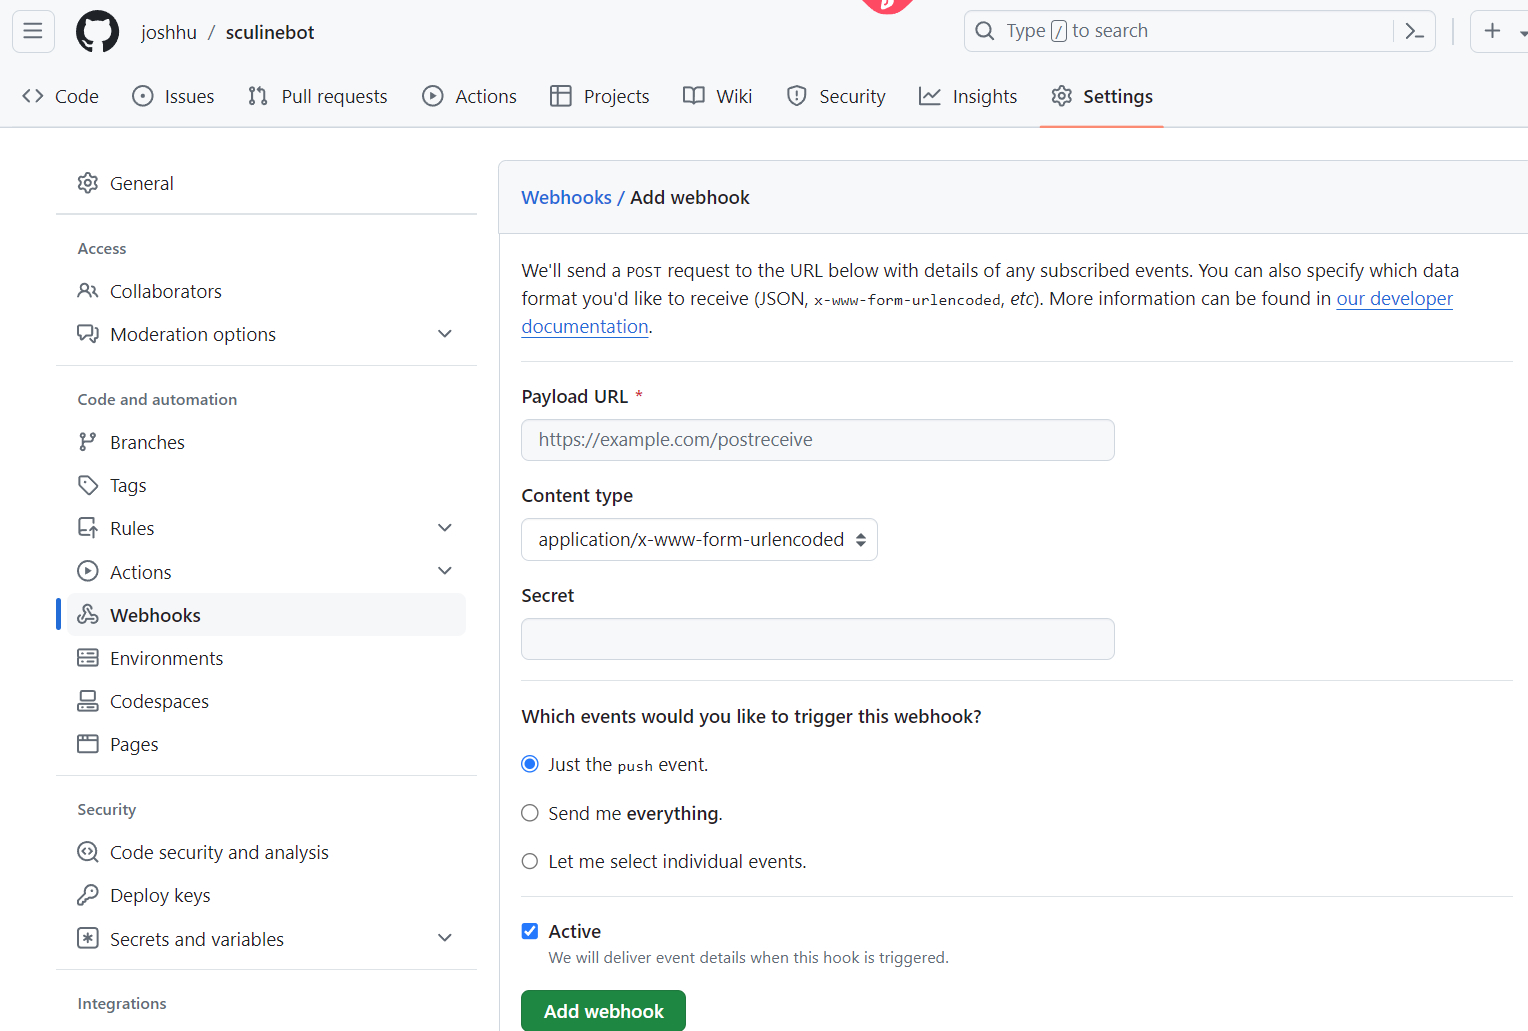 joshhu / sculinebot
Type / to search
Code Issues Pull requests Actions Projects Wiki Security Insights Settings
General
Access
Collaborators
Moderation options
Code and automation
Branches
Tags
Rules
Actions
Webhooks
Environments
Codespaces
Pages
Security
Code security and analysis
Deploy keys
Secrets and variables
Integrations
Webhooks / Add webhook
We'll send a POST request to the URL below with details of any subscribed events. You can also specify which data
format you'd like to receive (JSON, x-www-form-urlencoded, etc). More information can be found in our developer
documentation.
Payload URL *
https://example.com/postreceive
Content type
application/x-www-form-urlencoded
Secret
Which events would you like to trigger this webhook?
Just the push event.
Send me everything.
Let me select individual events.
Active
We will deliver event details when this hook is triggered.
Add webhook